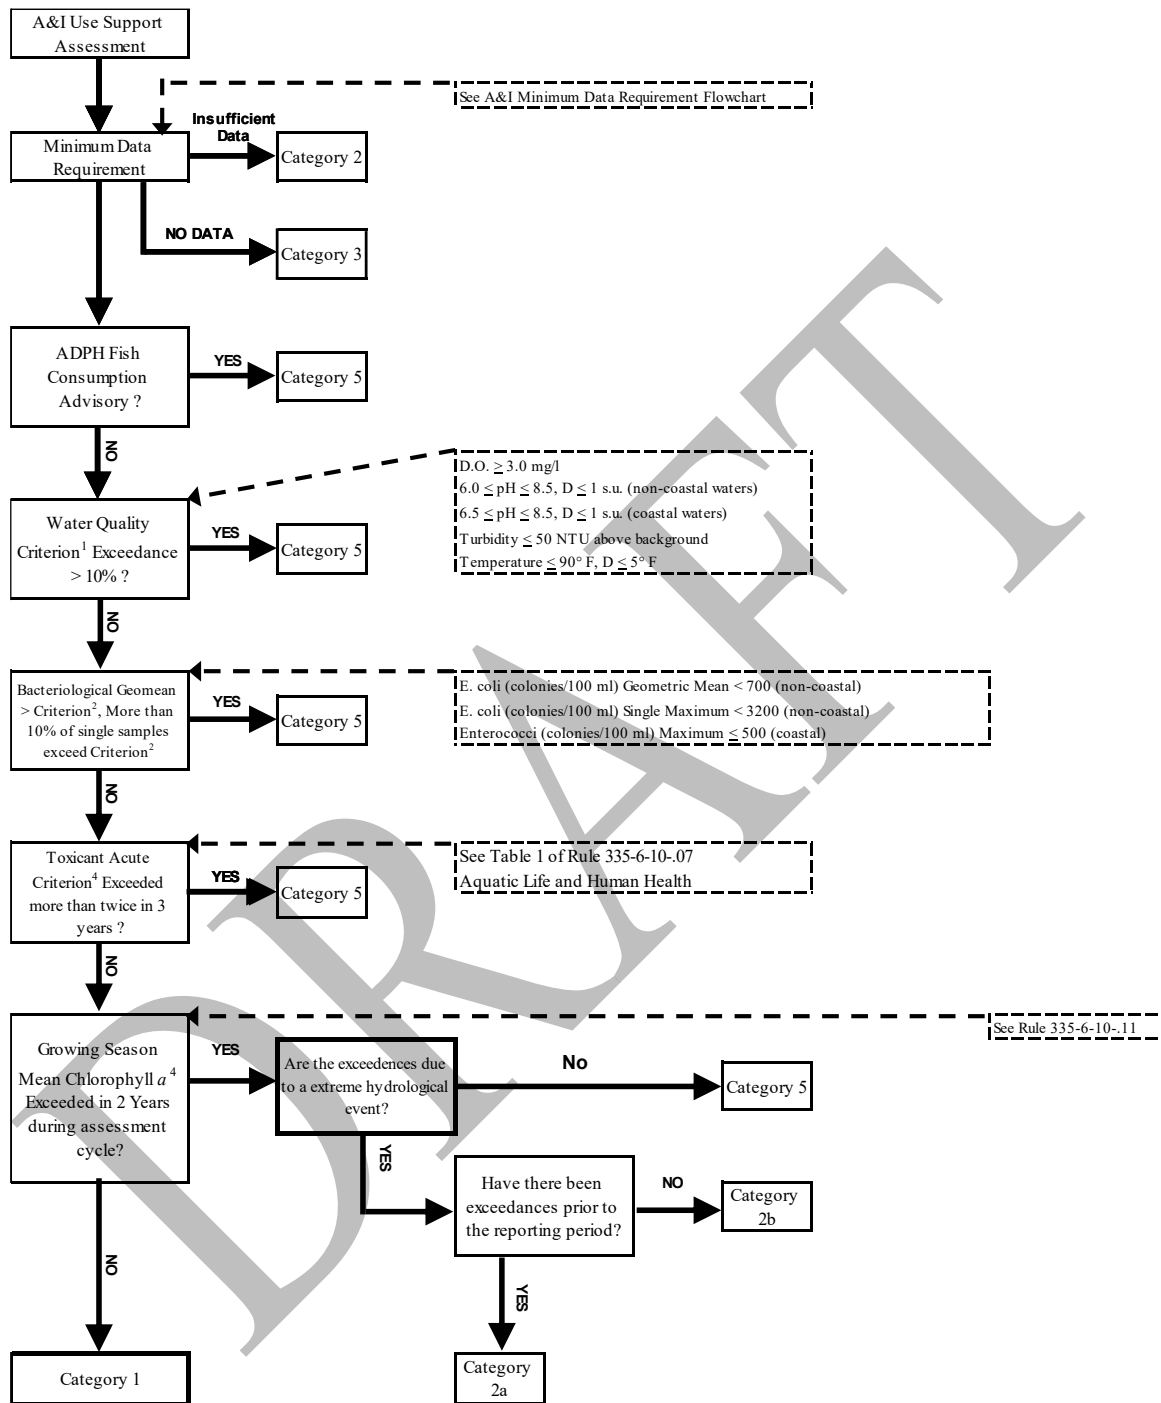 A&I Use Support
Assessment
See A&I Minimum Data Requirement Flowchart
Minimum Data
Requirement
Insufficient
Data
Category 2
NO DATA
Category 3
ADPH Fish
Consumption
Advisory ?
YES
Category 5
NO
D.O. ≥ 3.0 mg/l
6.0 ≤ pH ≤ 8.5, D ≤ 1 s.u. (non-coastal waters)
6.5 ≤ pH ≤ 8.5, D ≤ 1 s.u. (coastal waters)
Turbidity ≤ 50 NTU above background
Temperature ≤ 90° F, D ≤ 5° F
Water Quality
Criterion¹ Exceedance
> 10% ?
YES
Category 5
NO
Bacteriological Geomean
> Criterion², More than
10% of single samples
exceed Criterion²
YES
Category 5
E. coli (colonies/100 ml) Geometric Mean < 700 (non-coastal)
E. coli (colonies/100 ml) Single Maximum < 3200 (non-coastal)
Enterococci (colonies/100 ml) Maximum ≤ 500 (coastal)
NO
Toxicant Acute
Criterion⁴ Exceeded
more than twice in 3
years ?
YES
Category 5
See Table 1 of Rule 335-6-10-.07
Aquatic Life and Human Health
NO
See Rule 335-6-10-.11
Growing Season
Mean Chlorophyll a ⁴
Exceeded in 2 Years
during assessment
cycle?
YES
Are the exceedences due
to a extreme hydrological
event?
No
Category 5
YES
Have there been
exceedances prior to
the reporting period?
NO
Category
2b
NO
YES
Category 1
Category
2a
DRAFT